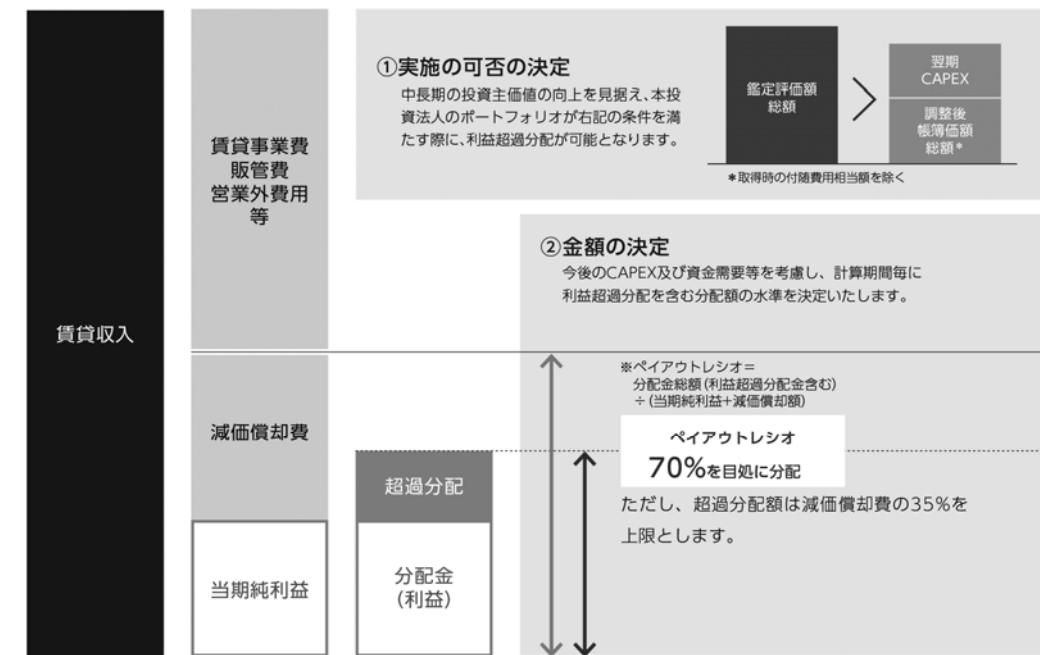 賃貸収入
賃貸事業費
販管費
営業外費用
等
減価償却費
当期純利益
超過分配
分配金
(利益)
①実施の可否の決定
中長期の投資主価値の向上を見据え、本投
資法人のポートフォリオが右記の条件を満
たす際に、利益超過分配が可能となります。
鑑定評価額
総額
＞
翌期
CAPEX
調整後
帳簿価額
総額*
*取得時の付随費用相当額を除く
②金額の決定
今後のCAPEX及び資金需要等を考慮し、計算期間毎に
利益超過分配を含む分配額の水準を決定いたします。
※ペイアウトレシオ＝
分配金総額(利益超過分配金含む)
÷(当期純利益+減価償却額)
ペイアウトレシオ
70%を目処に分配
ただし、超過分配額は減価償却費の35%を
上限とします。